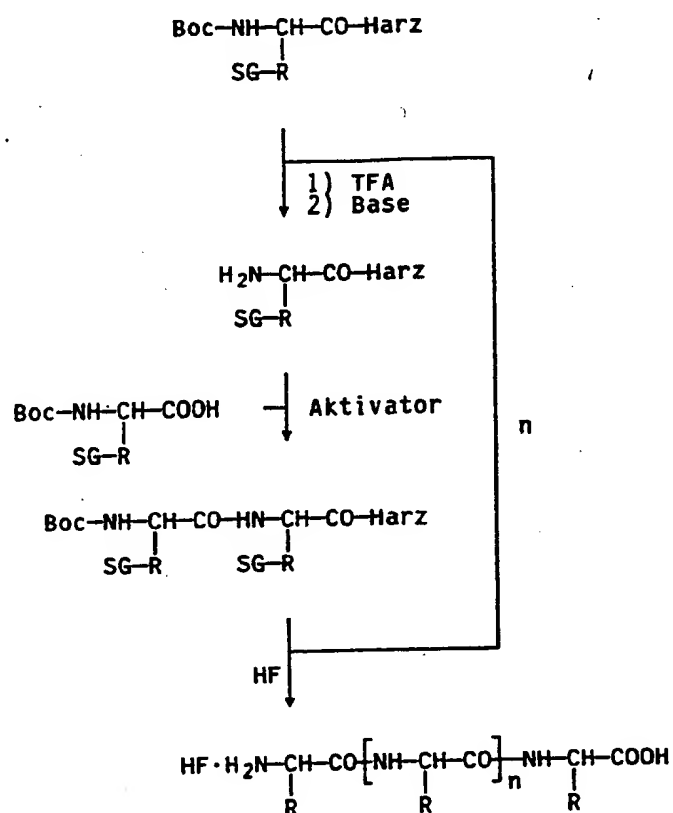 Boc-NH-CH-CO-Harz
SG-R
1) TFA
2) Base
H₂N-CH-CO-Harz
SG-R
Boc-NH-CH-COOH
Aktivator
n
SG-R
Boc-NH-CH-CO-HN-CH-CO-Harz
SG-R SG-R
HF
HF·H₂N-CH-CO[NH-CH-CO]n-NH-CH-COOH
R R R